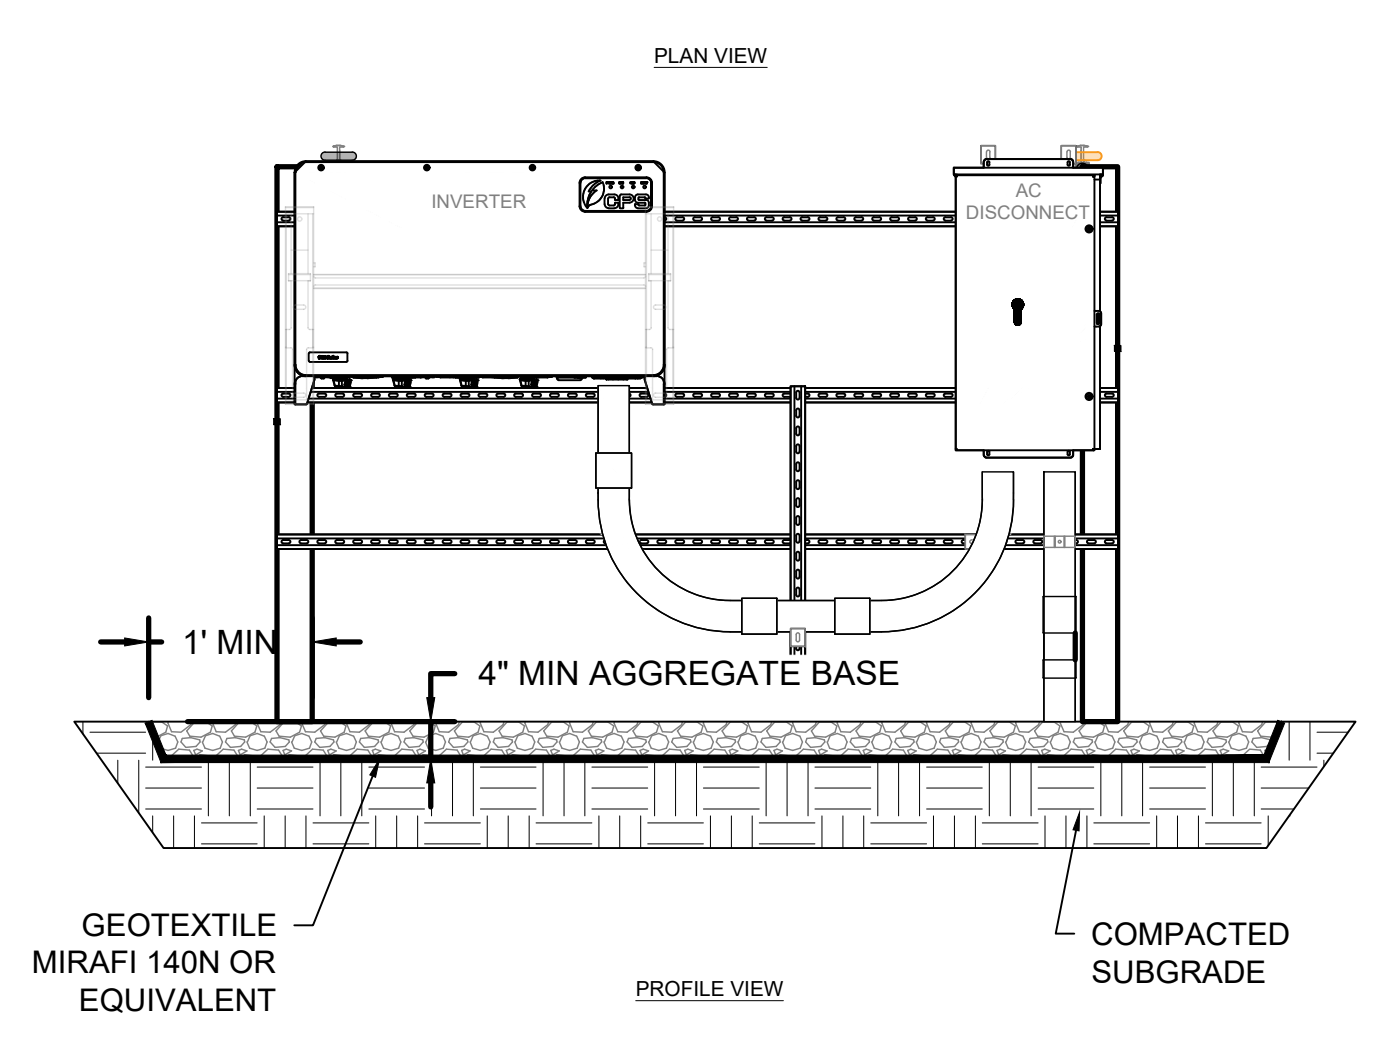 PLAN VIEW
INVERTER
CPS
AC
DISCONNECT
1' MIN
4" MIN AGGREGATE BASE
GEOTEXTILE
MIRAFI 140N OR
EQUIVALENT
COMPACTED
SUBGRADE
PROFILE VIEW